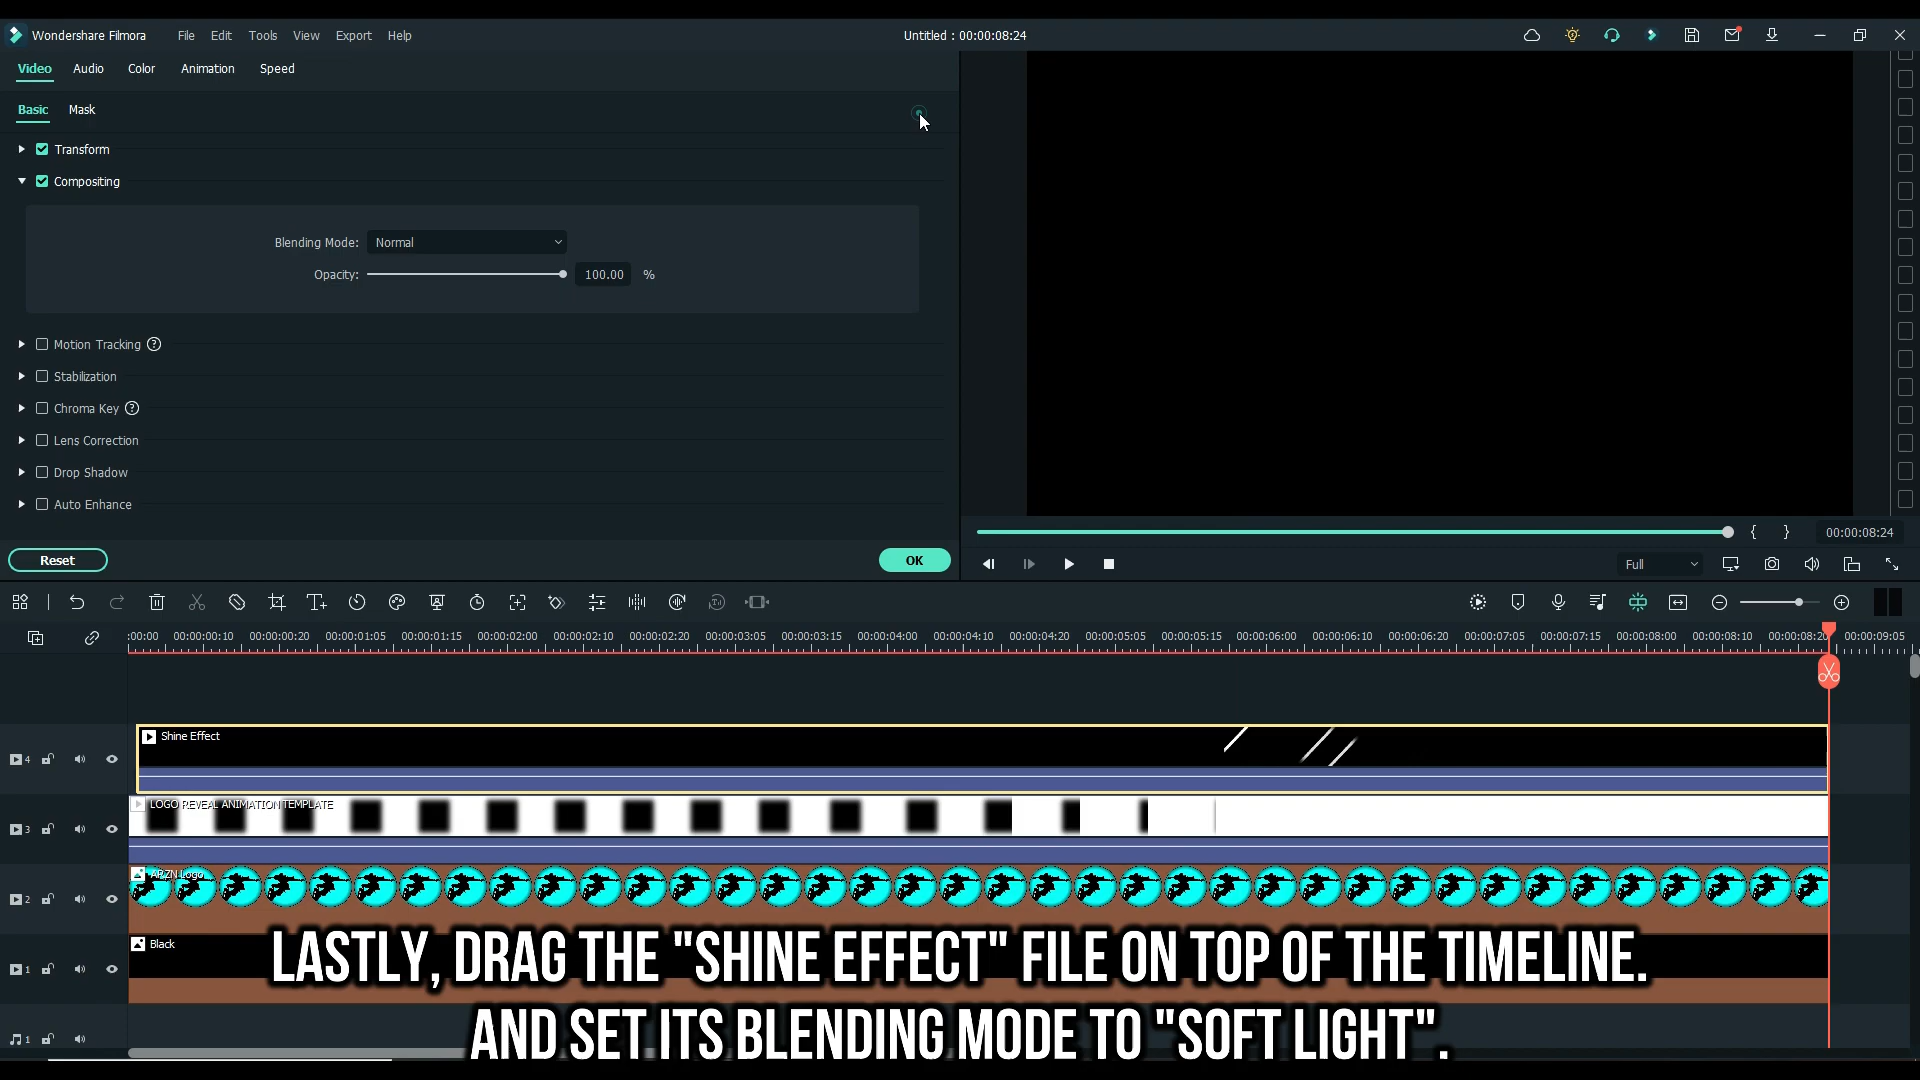 Wondershare Filmora File Edit Tools View Export Help Untitled : 00:00:08:24
Video Audio Color Animation Speed
Basic Mask
Transform
Compositing
Blending Mode: Normal
Opacity: 100.00 %
Motion Tracking
Stabilization
Chroma Key
Lens Correction
Drop Shadow
Auto Enhance
Reset OK
{ } 00:00:08:24
Full
:00:00 00:00:00:10 00:00:00:20 00:00:01:05 00:00:01:15 00:00:02:00 00:00:02:10 00:00:02:20 00:00:03:05 00:00:03:15 00:00:04:00 00:00:04:10 00:00:04:20 00:00:05:05 00:00:05:15 00:00:06:00 00:00:06:10 00:00:06:20 00:00:07:05 00:00:07:15 00:00:08:00 00:00:08:10 00:00:08:20 00:00:09:05
Shine Effect
4
LOGO REVEAL ANIMATION TEMPLATE
3
ARZN Logo
2
Black
1
LASTLY, DRAG THE "SHINE EFFECT" FILE ON TOP OF THE TIMELINE.
AND SET ITS BLENDING MODE TO "SOFT LIGHT".
1